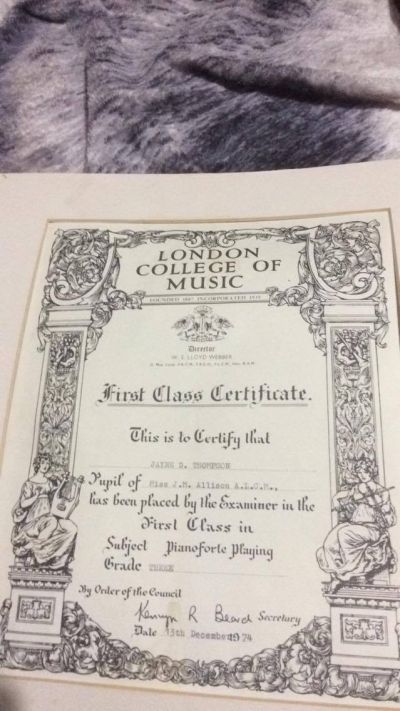 LONDON
COLLEGE OF
MUSIC
FOUNDED 1887 INCORPORATED 1939
Director
W. S. LLOYD WEBBER
First Class Certificate.
This is to Certify that
JAYNE D. THOMPSON
Pupil of Miss J.M. Allison A.L.C.M.,
has been placed by the Examiner in the
First Class in
Subject Pianoforte Playing
Grade THREE
By Order of the Council
Kenyn R Beard Secretary
Date 13th December 1974